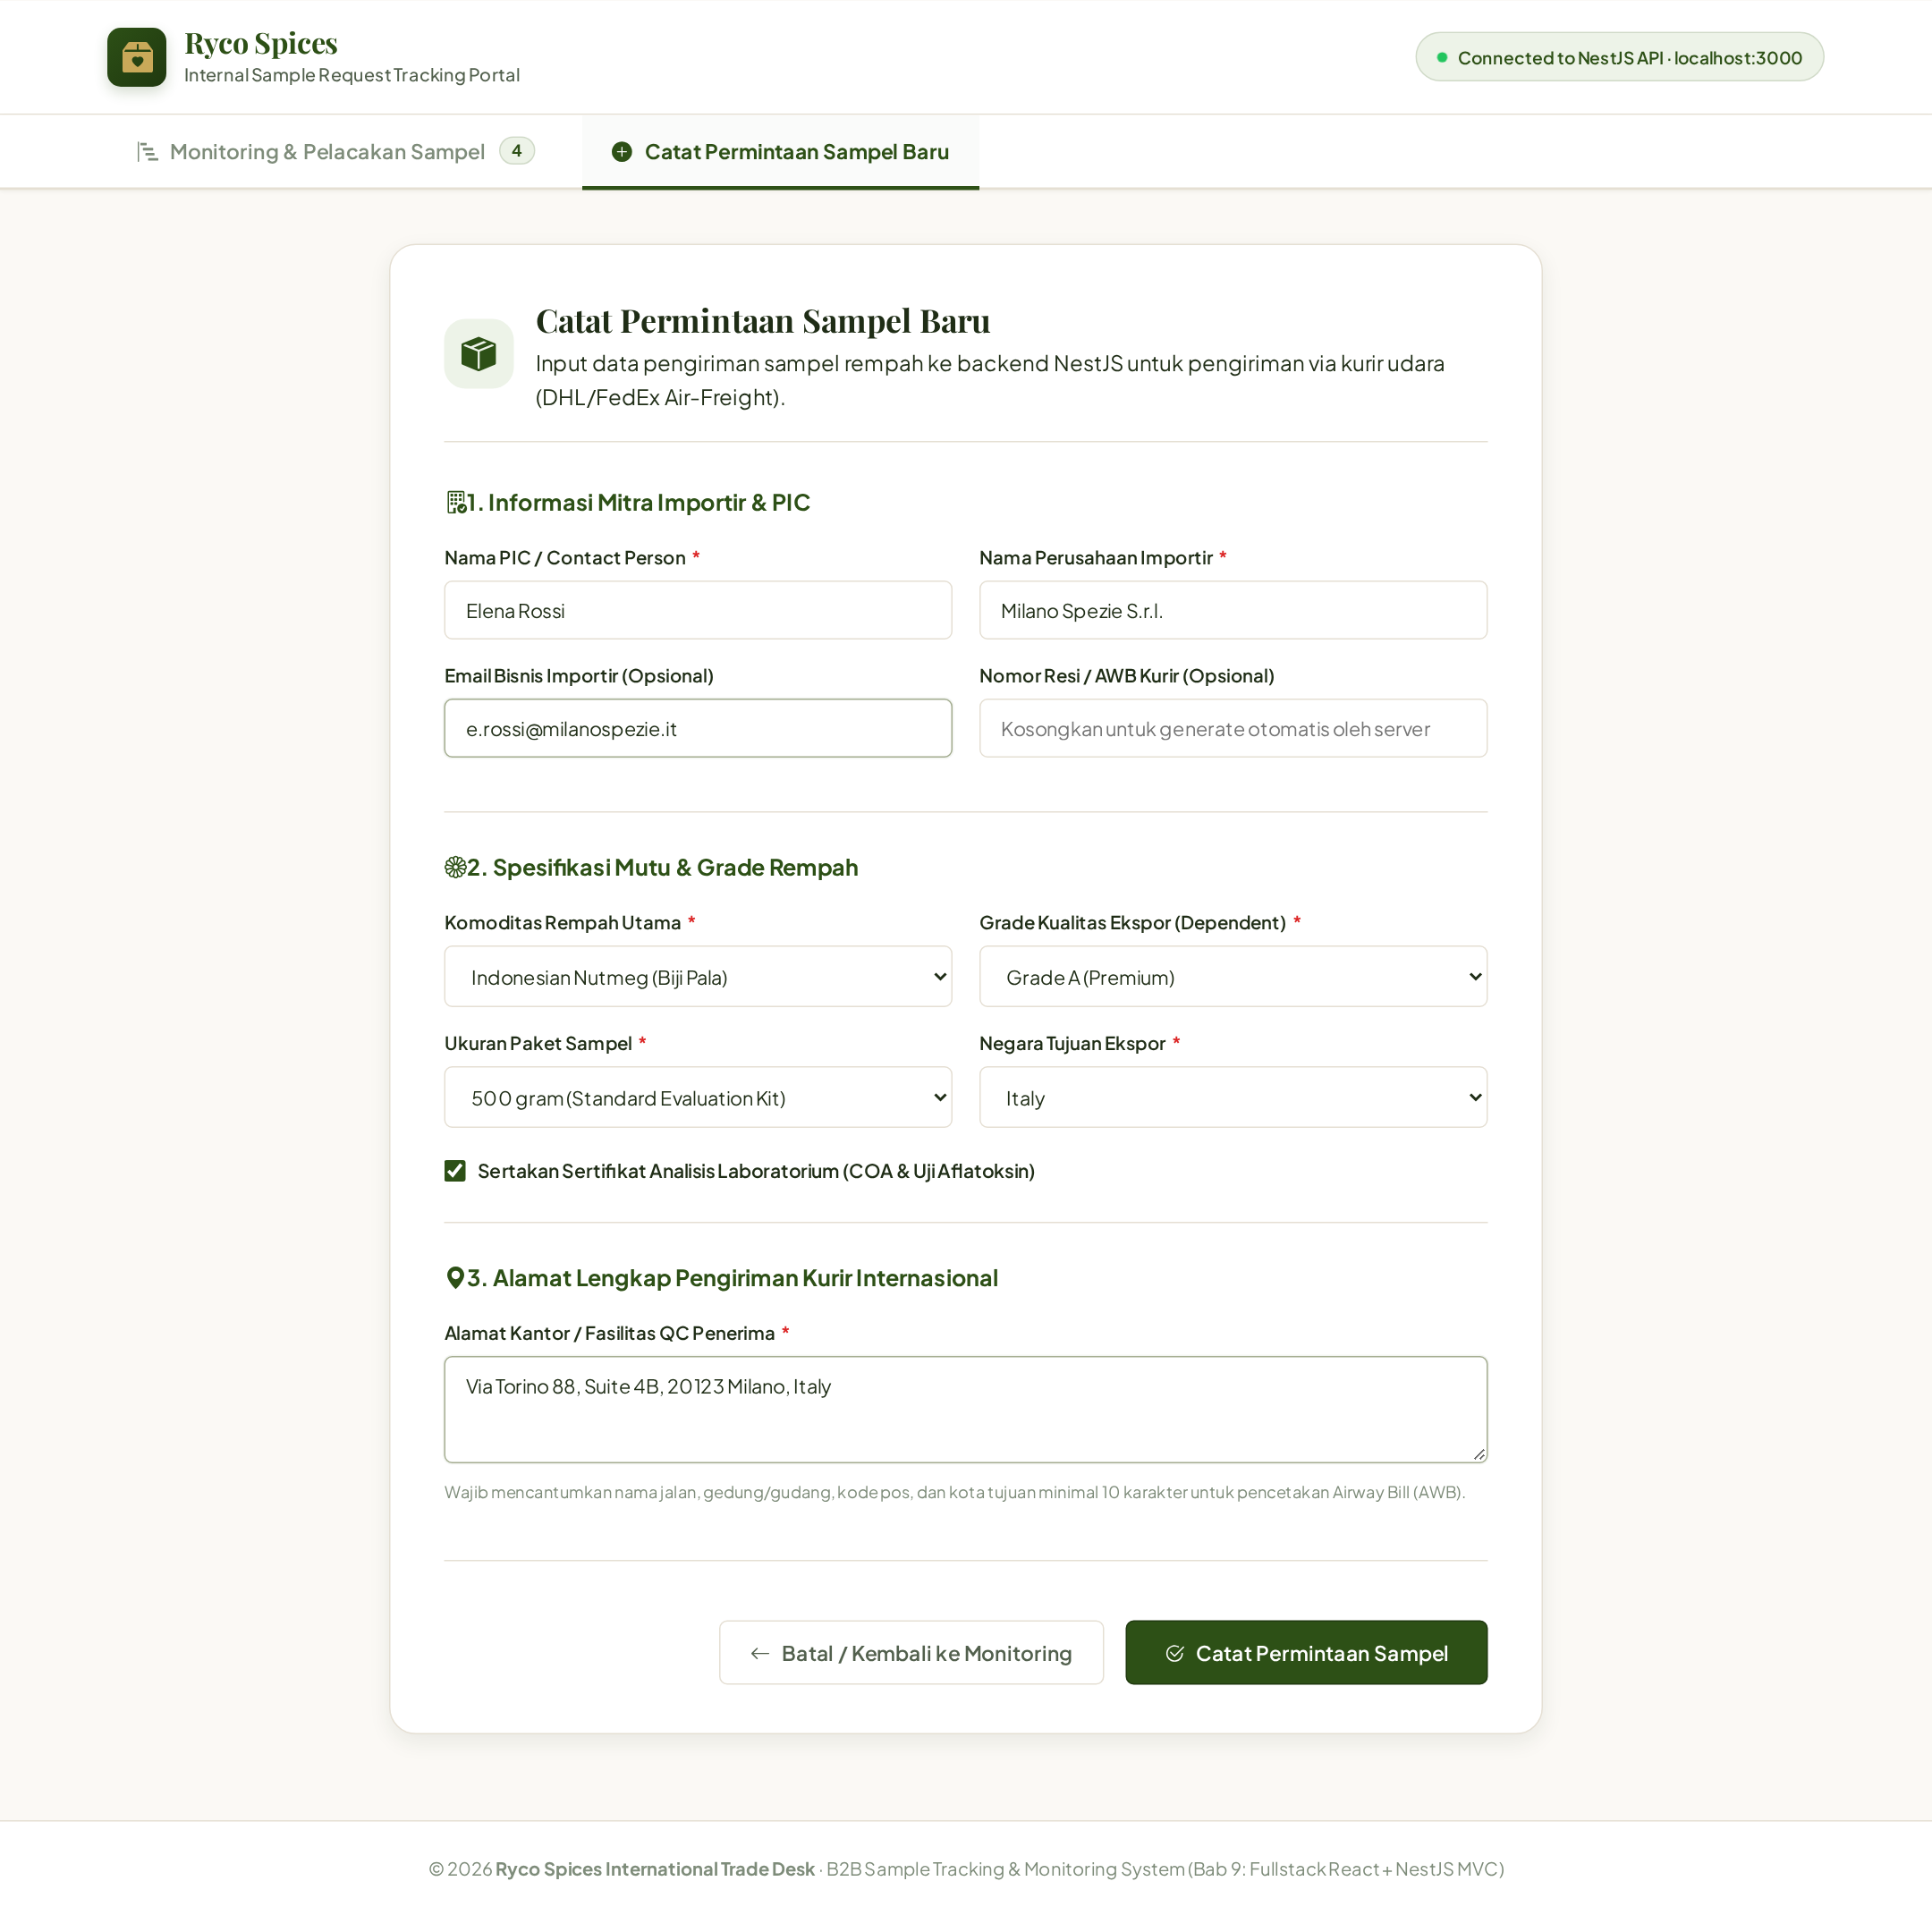 Ryco Spices
Internal Sample Request Tracking Portal
Connected to NestJS API · localhost:3000
Monitoring & Pelacakan Sampel 4
Catat Permintaan Sampel Baru
Catat Permintaan Sampel Baru
Input data pengiriman sampel rempah ke backend NestJS untuk pengiriman via kurir udara
(DHL/FedEx Air-Freight).
1. Informasi Mitra Importir & PIC
Nama PIC / Contact Person *
Nama Perusahaan Importir *
Elena Rossi
Milano Spezie S.r.l.
Email Bisnis Importir (Opsional)
Nomor Resi / AWB Kurir (Opsional)
e.rossi@milanospezie.it
Kosongkan untuk generate otomatis oleh server
2. Spesifikasi Mutu & Grade Rempah
Komoditas Rempah Utama *
Grade Kualitas Ekspor (Dependent) *
Indonesian Nutmeg (Biji Pala)
Grade A (Premium)
Ukuran Paket Sampel *
Negara Tujuan Ekspor *
500 gram (Standard Evaluation Kit)
Italy
Sertakan Sertifikat Analisis Laboratorium (COA & Uji Aflatoksin)
3. Alamat Lengkap Pengiriman Kurir Internasional
Alamat Kantor / Fasilitas QC Penerima *
Via Torino 88, Suite 4B, 20123 Milano, Italy
Wajib mencantumkan nama jalan, gedung/gudang, kode pos, dan kota tujuan minimal 10 karakter untuk pencetakan Airway Bill (AWB).
Batal / Kembali ke Monitoring
Catat Permintaan Sampel
© 2026 Ryco Spices International Trade Desk · B2B Sample Tracking & Monitoring System (Bab 9: Fullstack React + NestJS MVC)